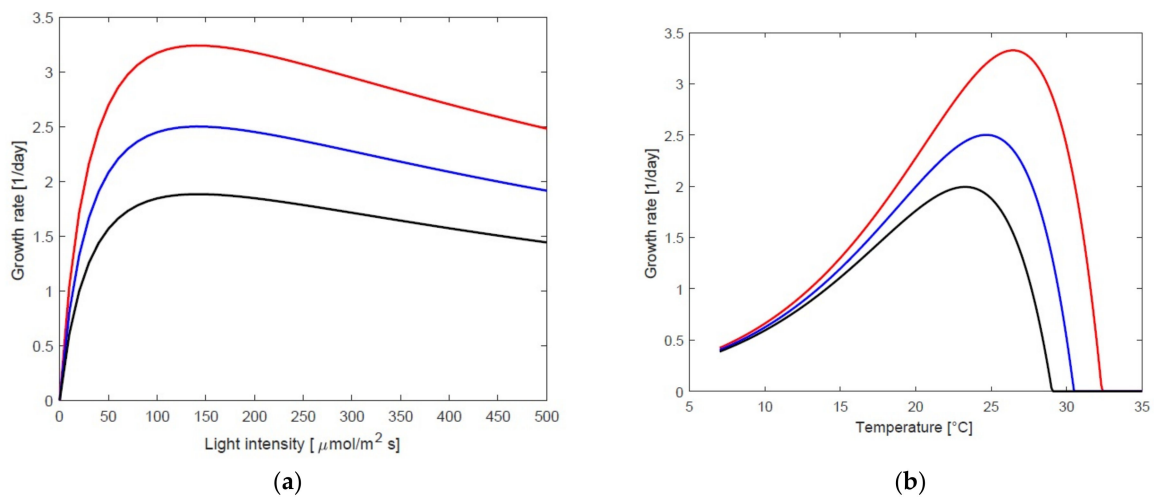 3.5
3
2.5
2
1.5
1
0.5
0
Growth rate [1/day]
0 50 100 150 200 250 300 350 400 450 500
Light intensity [ μmol/m² s]
(a)
3.5
3
2.5
2
1.5
1
0.5
0
Growth rate [1/day]
5 10 15 20 25 30 35
Temperature [°C]
(b)